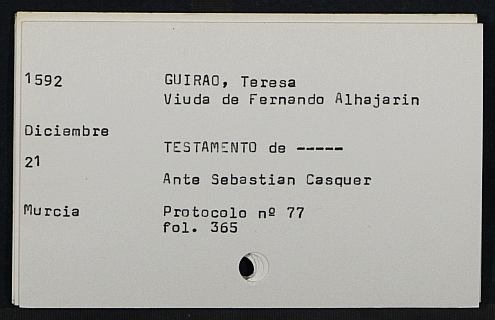 1592 GUIRAO, Teresa
Viuda de Fernando Alhajarin
Diciembre
TESTAMENTO de -----
21
Ante Sebastian Casquer
Murcia Protocolo nº 77
fol. 365